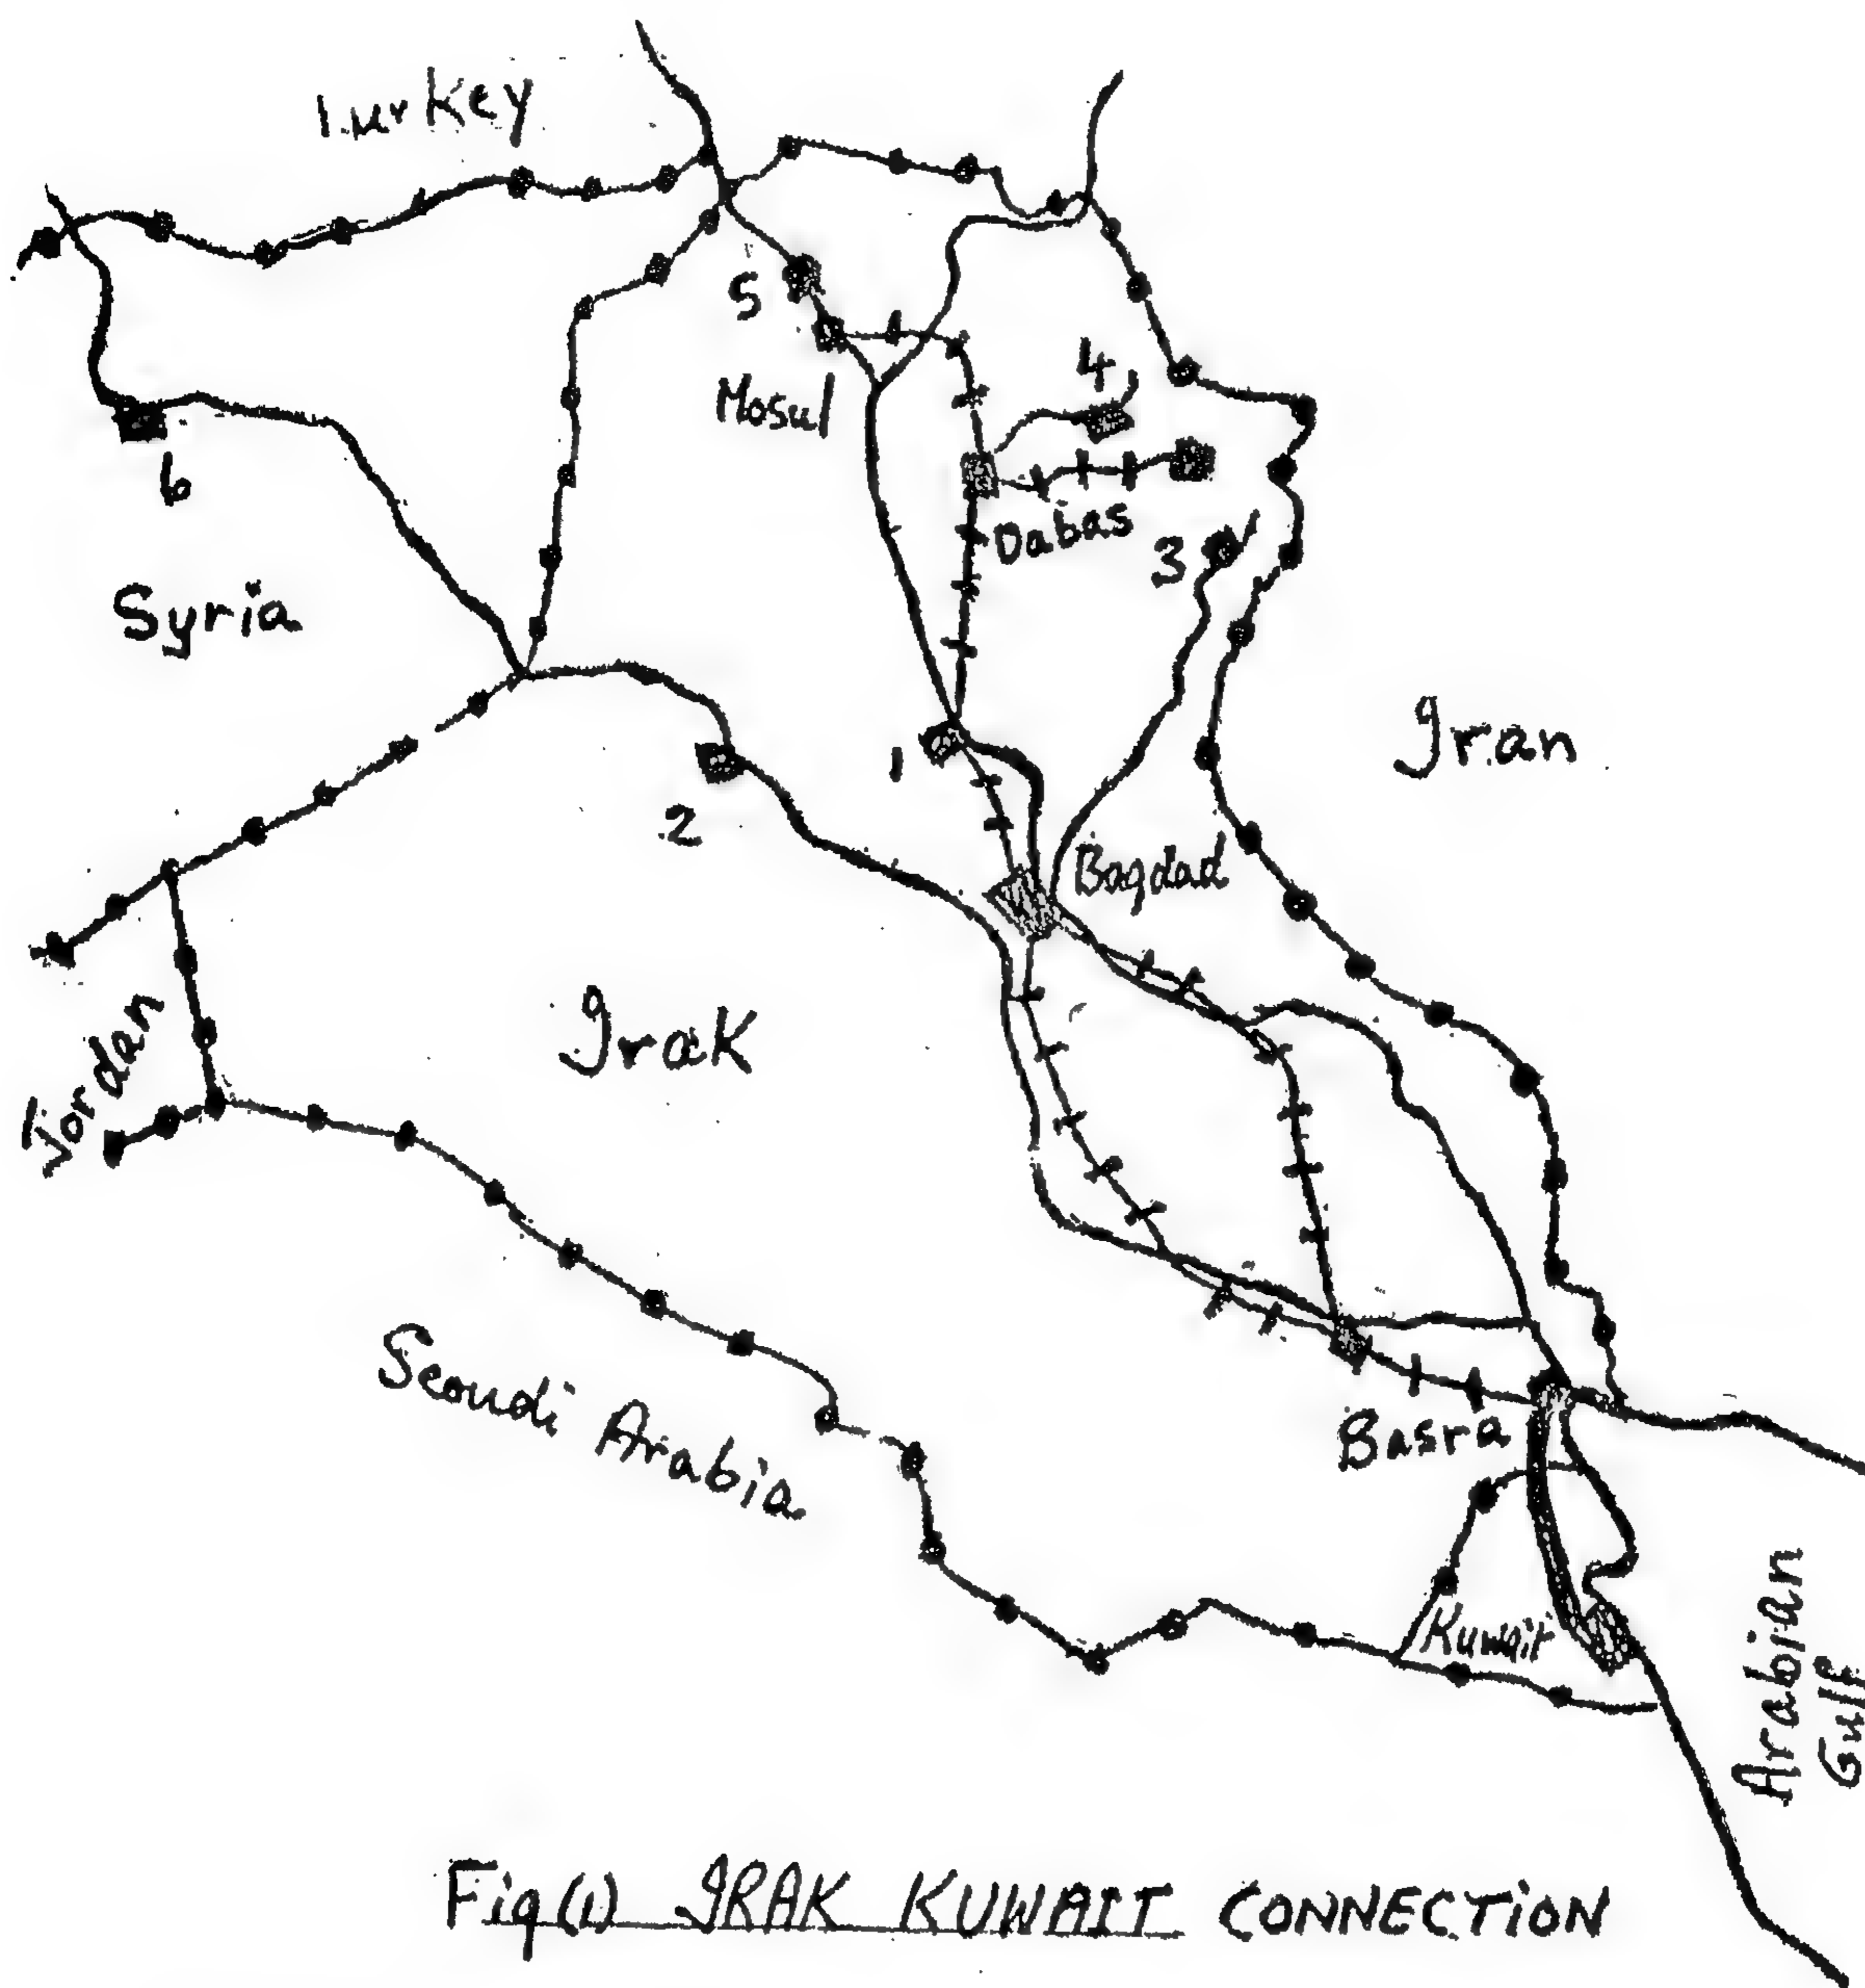 Turkey
5
Mosul
4
6
Dabas
3
Syria
Iran
1
2
Bagdad
Irak
Jordan
Seoudi Arabia
Basra
Kuwait
Arabian
Gulf
Fig(1) IRAK KUWAIT CONNECTION